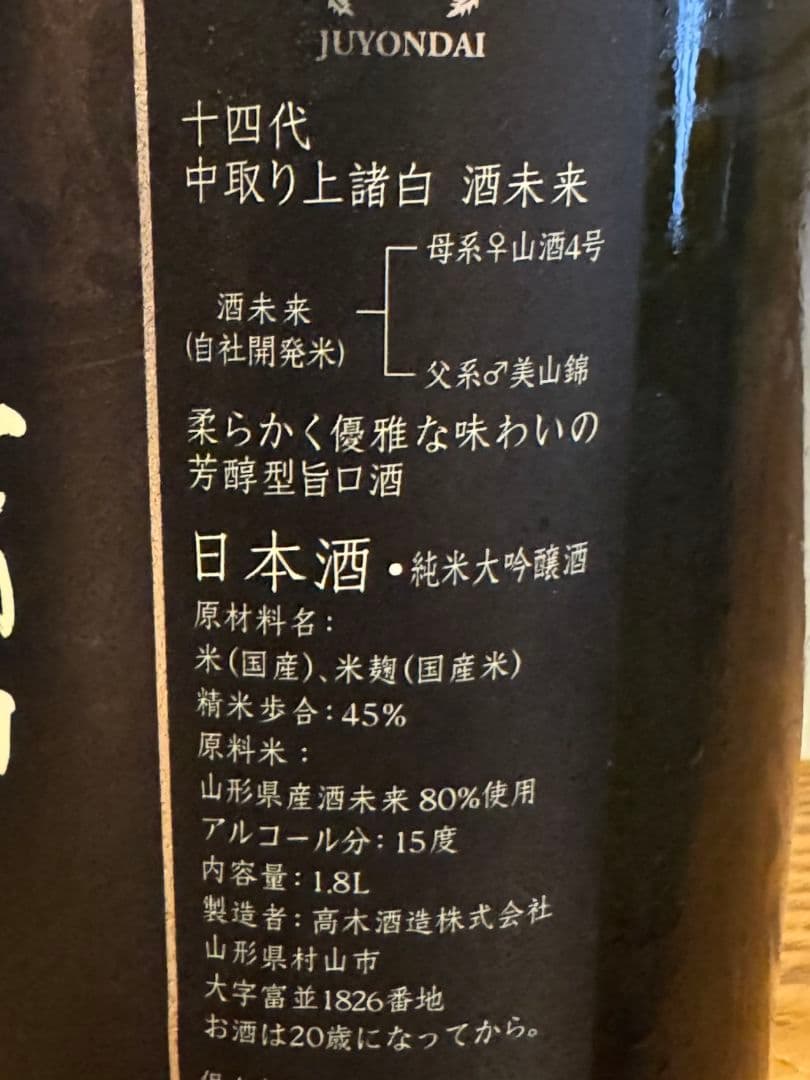 JUYONDAI
十四代
中取り上諸白 酒未来
母系♀山酒4号
酒未来
(自社開発米)
父系♂美山錦
柔らかく優雅な味わいの
芳醇型旨口酒
日本酒・純米大吟醸酒
原材料名：
米(国産)、米麹(国産米)
精米歩合：45%
原料米：
山形県産酒未来 80%使用
アルコール分：15度
内容量：1.8L
製造者：高木酒造株式会社
山形県村山市
大字富並1826番地
お酒は20歳になってから。